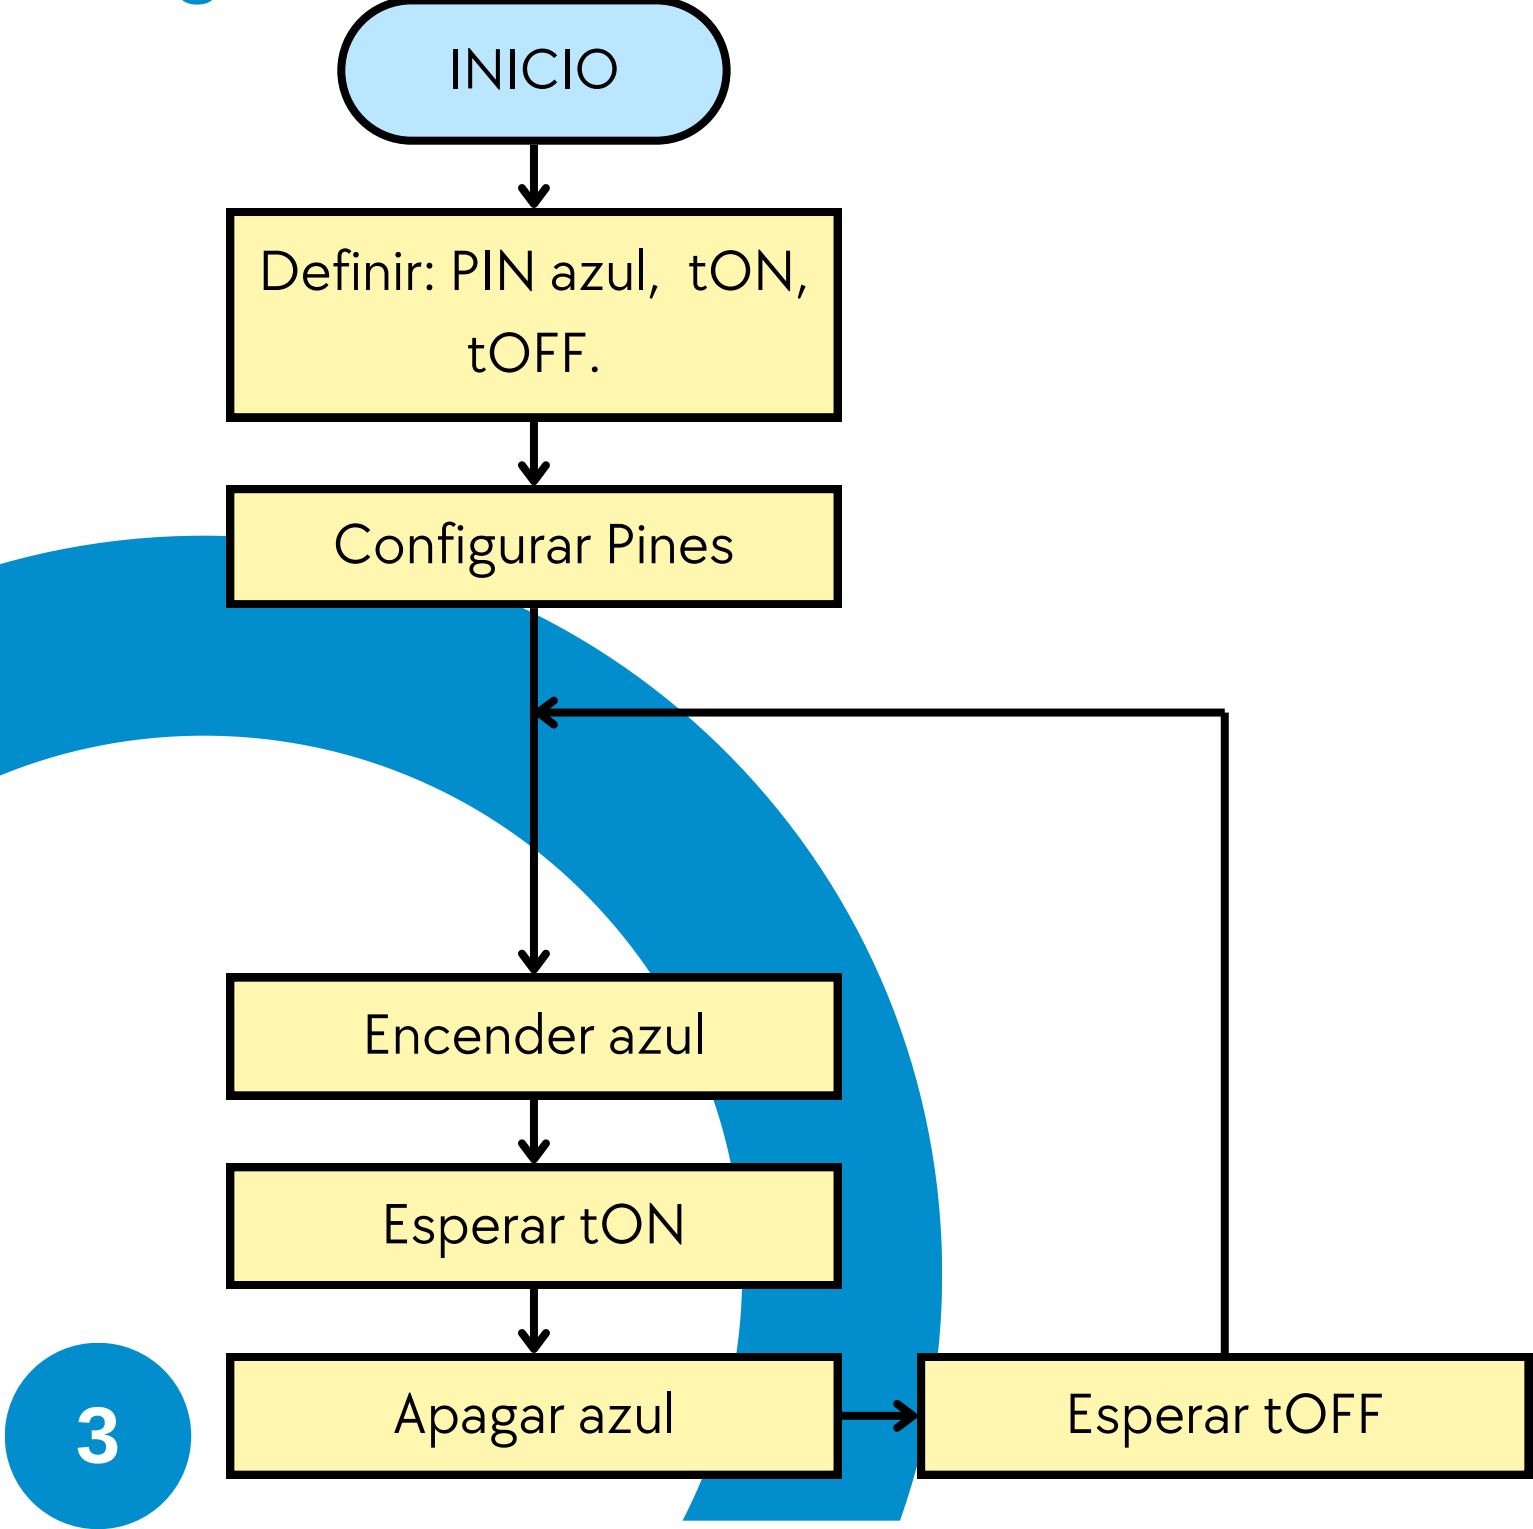 INICIO
Definir: PIN azul,  tON,
tOFF.
Configurar Pines
Encender azul
Esperar tON
Apagar azul
Esperar tOFF
3